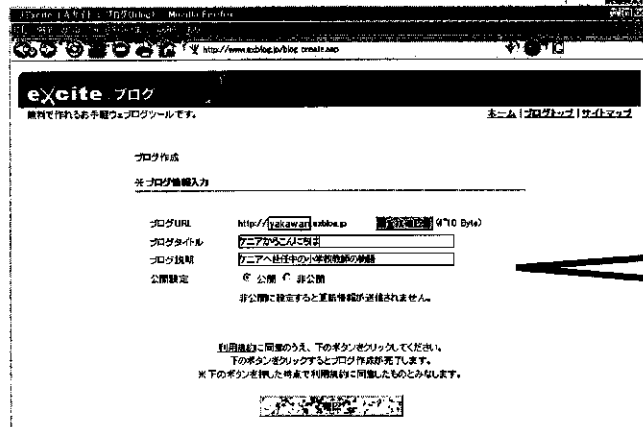 http://www.exblog.jp/blog_create.asp
excite ブログ
無料で作れるお手軽ウェブログツールです。
ホーム | ブログトップ | サイトマップ
ブログ作成
※ ブログ情報入力
ブログURL http://yakawan.exblog.jp (4~10 Byte)
ブログタイトル ケニアからこんにちは
ブログ説明 ケニアへ赴任中の小学校教師の物語
公開設定 公開 非公開
非公開に設定すると更新情報が送信されません。
利用規約に同意のうえ、下のボタンをクリックしてください。
下のボタンをクリックするとブログ作成が完了します。
※下のボタンを押した時点で利用規約に同意したものとみなします。